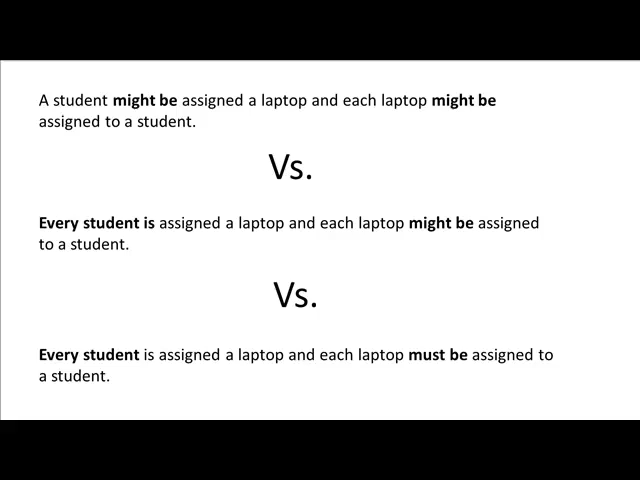 A student might be assigned a laptop and each laptop might be
assigned to a student.
Vs.
Every student is assigned a laptop and each laptop might be assigned
to a student.
Vs.
Every student is assigned a laptop and each laptop must be assigned to
a student.